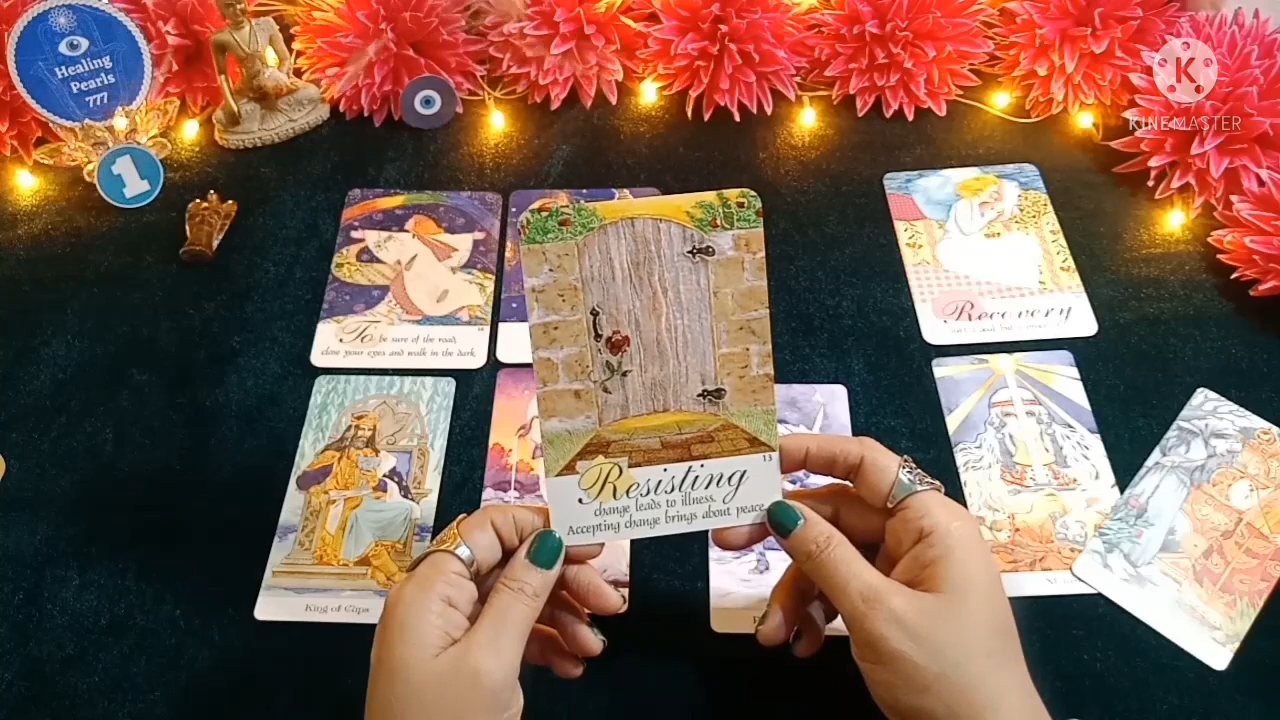 Healing
Pearls
777
KINEMASTER
1
To be sure of the road,
close your eyes and walk in the dark.
Recovery
13
Resisting
change leads to illness.
Accepting change brings about peace.
King of Cups